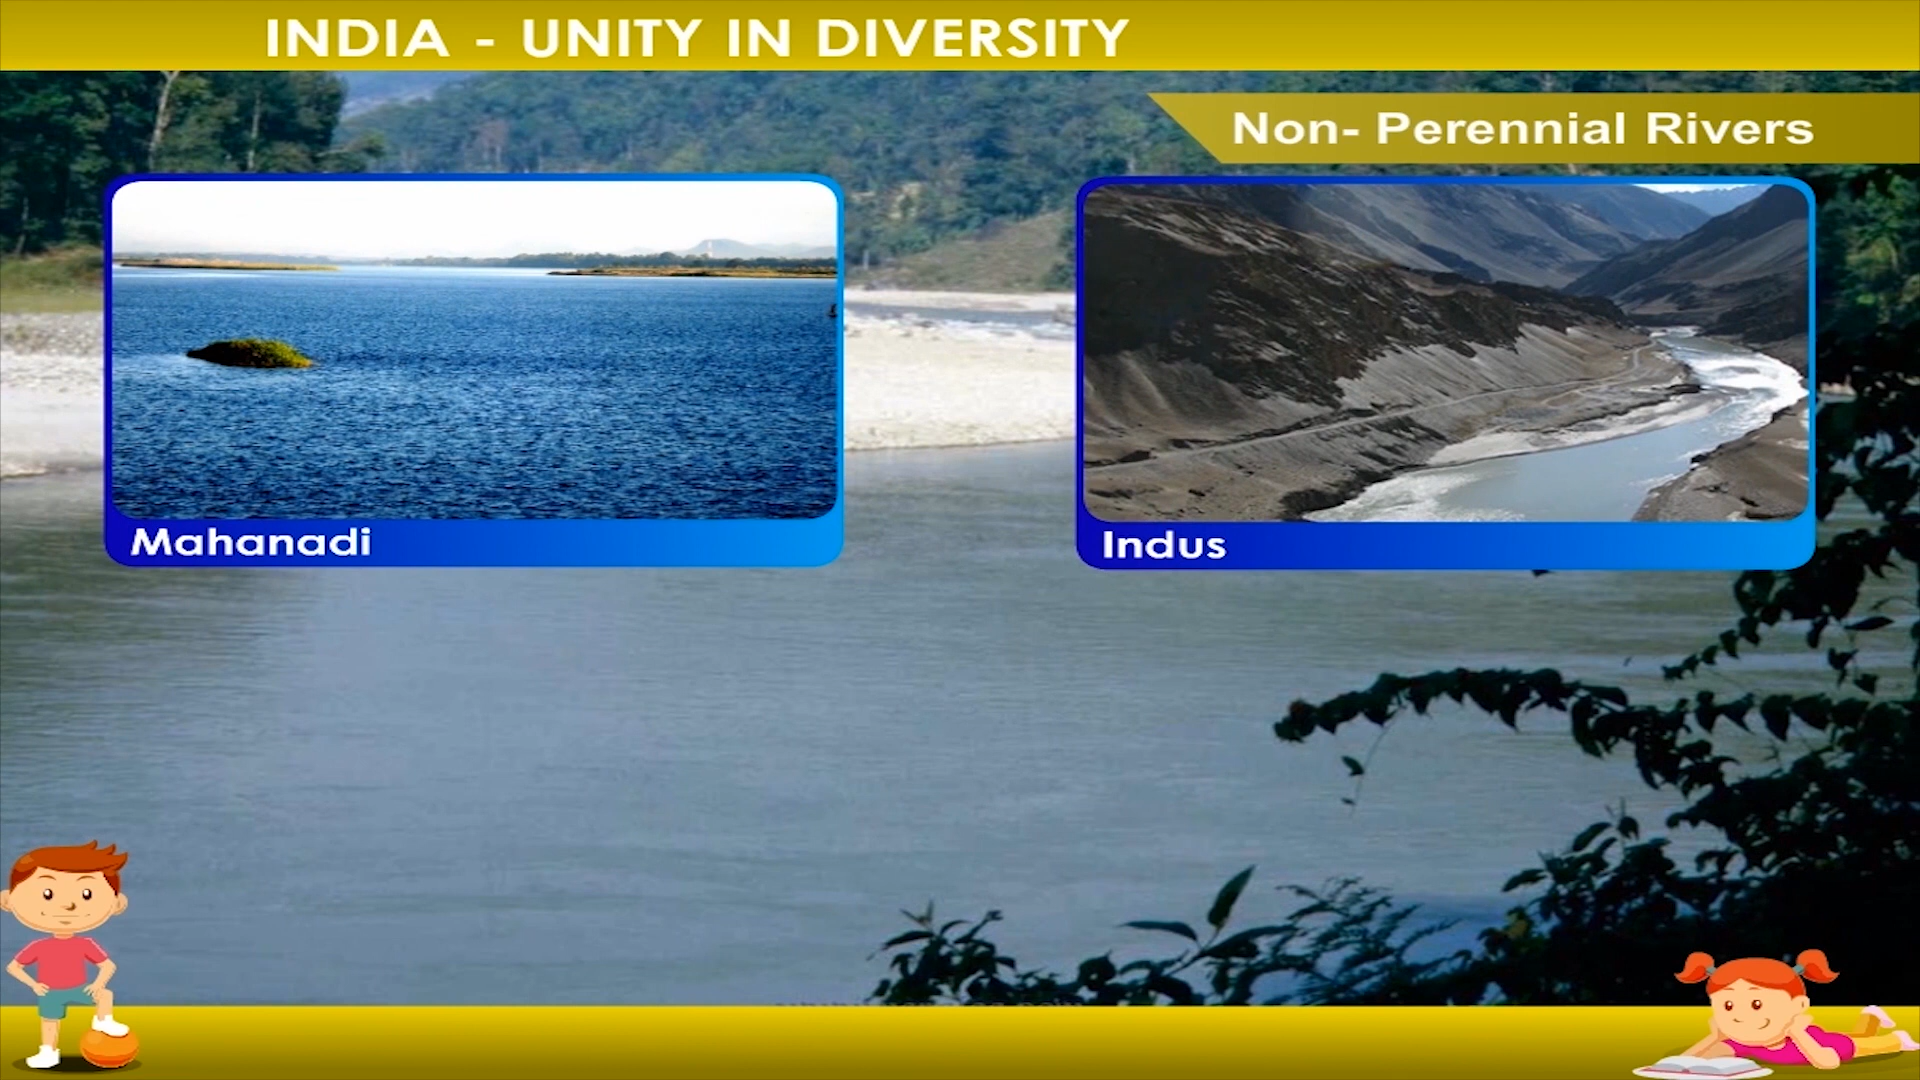 INDIA - UNITY IN DIVERSITY
Non- Perennial Rivers
Mahanadi
Indus